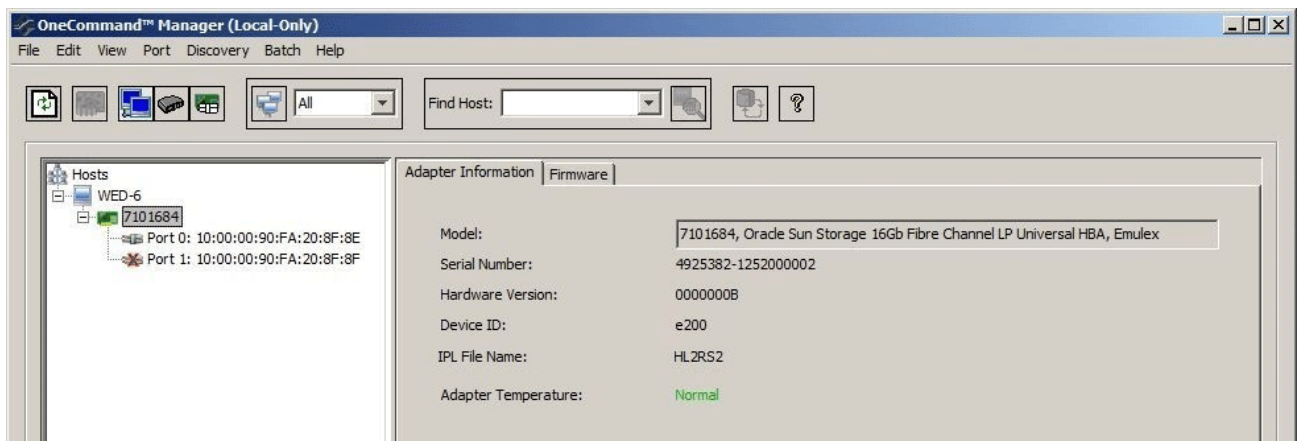 OneCommand™ Manager (Local-Only)
File Edit View Port Discovery Batch Help
All Find Host:
Hosts
WED-6
7101684
Port 0: 10:00:00:90:FA:20:8F:8E
Port 1: 10:00:00:90:FA:20:8F:8F
Adapter Information Firmware
Model: 7101684, Oracle Sun Storage 16Gb Fibre Channel LP Universal HBA, Emulex
Serial Number: 4925382-1252000002
Hardware Version: 0000000B
Device ID: e200
IPL File Name: HL2RS2
Adapter Temperature: Normal